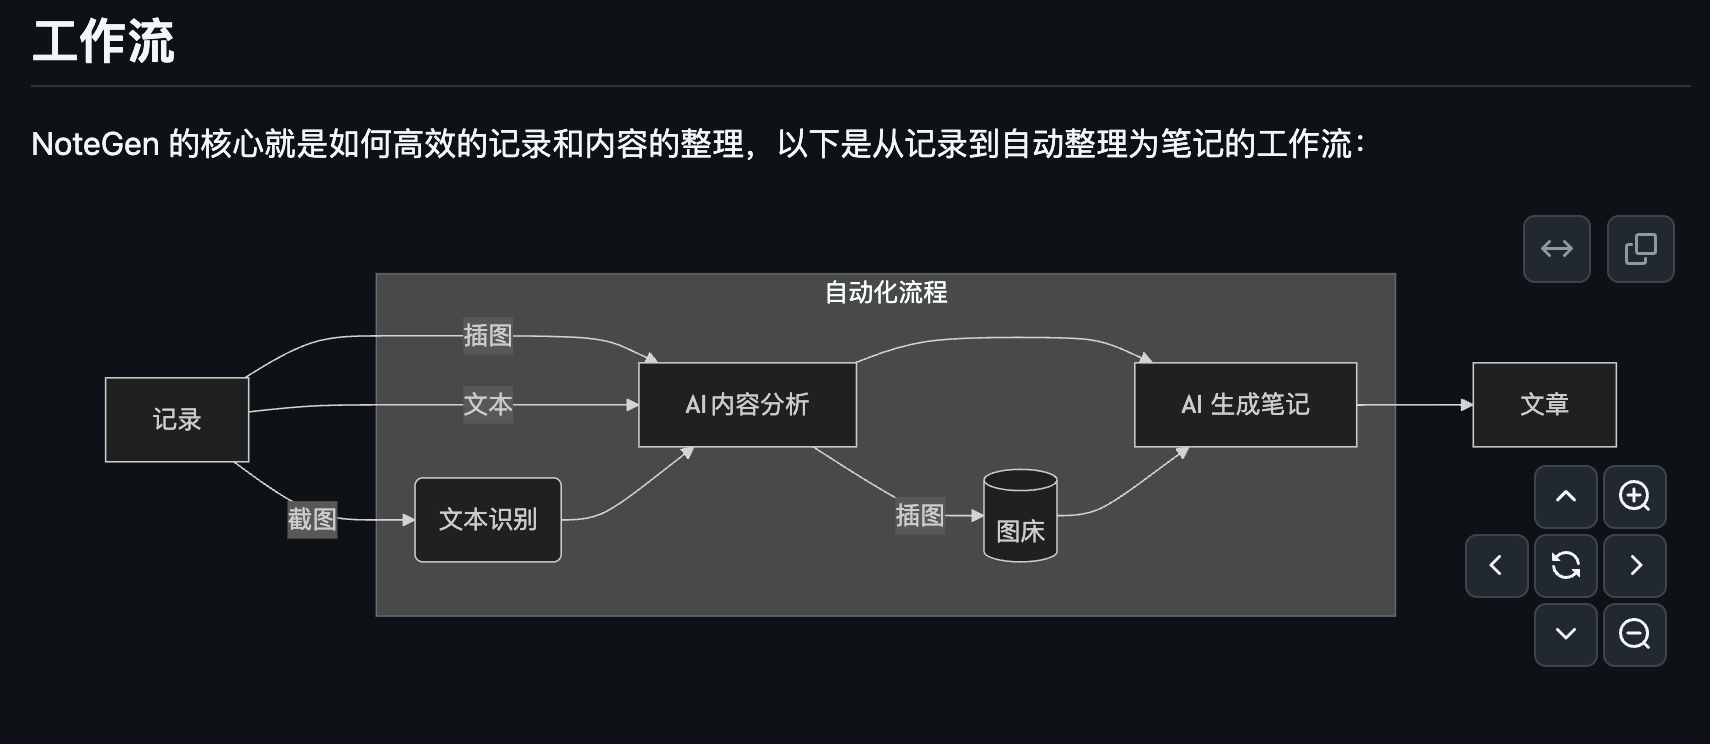 工作流
NoteGen 的核心就是如何高效的记录和内容的整理，以下是从记录到自动整理为笔记的工作流：
自动化流程
插图
文本
截图
记录
文本识别
AI 内容分析
插图
图床
AI 生成笔记
文章